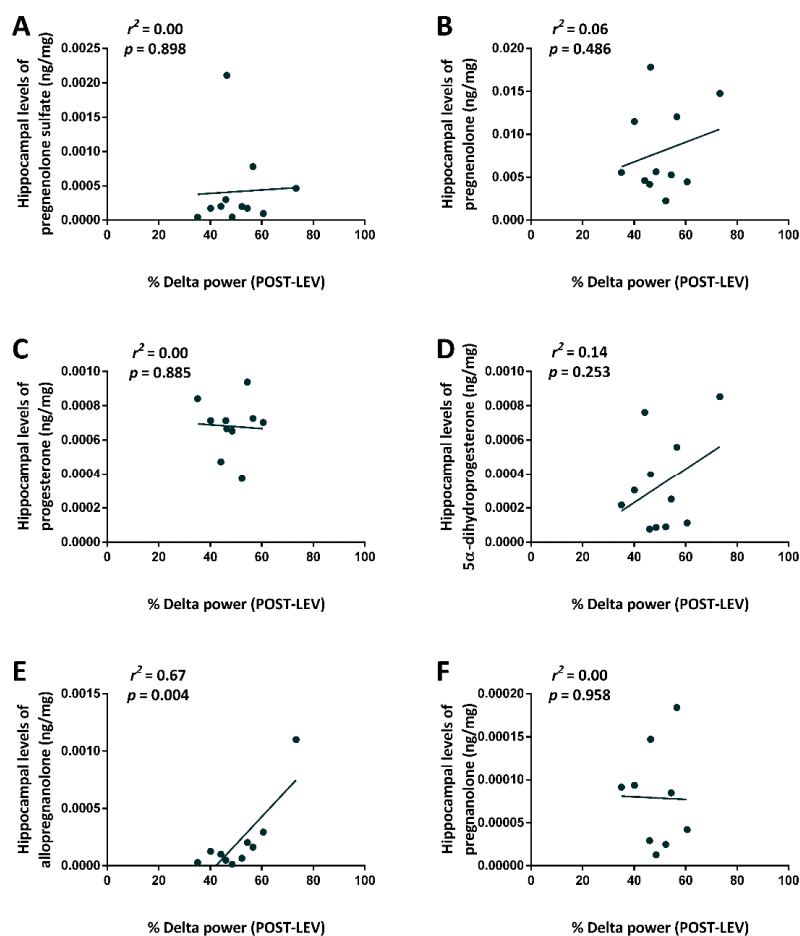 A
r² = 0.00
p = 0.898
Hippocampal levels of
pregnenolone sulfate (ng/mg)
0.0025
0.0020
0.0015
0.0010
0.0005
0.0000
0 20 40 60 80 100
% Delta power (POST-LEV)
B
r² = 0.06
p = 0.486
Hippocampal levels of
pregnenolone (ng/mg)
0.020
0.015
0.010
0.005
0.000
0 20 40 60 80 100
% Delta power (POST-LEV)
C
r² = 0.00
p = 0.885
Hippocampal levels of
progesterone (ng/mg)
0.0010
0.0008
0.0006
0.0004
0.0002
0.0000
0 20 40 60 80 100
% Delta power (POST-LEV)
D
r² = 0.14
p = 0.253
Hippocampal levels of
5α-dihydroprogesterone (ng/mg)
0.0010
0.0008
0.0006
0.0004
0.0002
0.0000
0 20 40 60 80 100
% Delta power (POST-LEV)
E
r² = 0.67
p = 0.004
Hippocampal levels of
allopregnanolone (ng/mg)
0.0015
0.0010
0.0005
0.0000
0 20 40 60 80 100
% Delta power (POST-LEV)
F
r² = 0.00
p = 0.958
Hippocampal levels of
pregnanolone (ng/mg)
0.00020
0.00015
0.00010
0.00005
0.00000
0 20 40 60 80 100
% Delta power (POST-LEV)